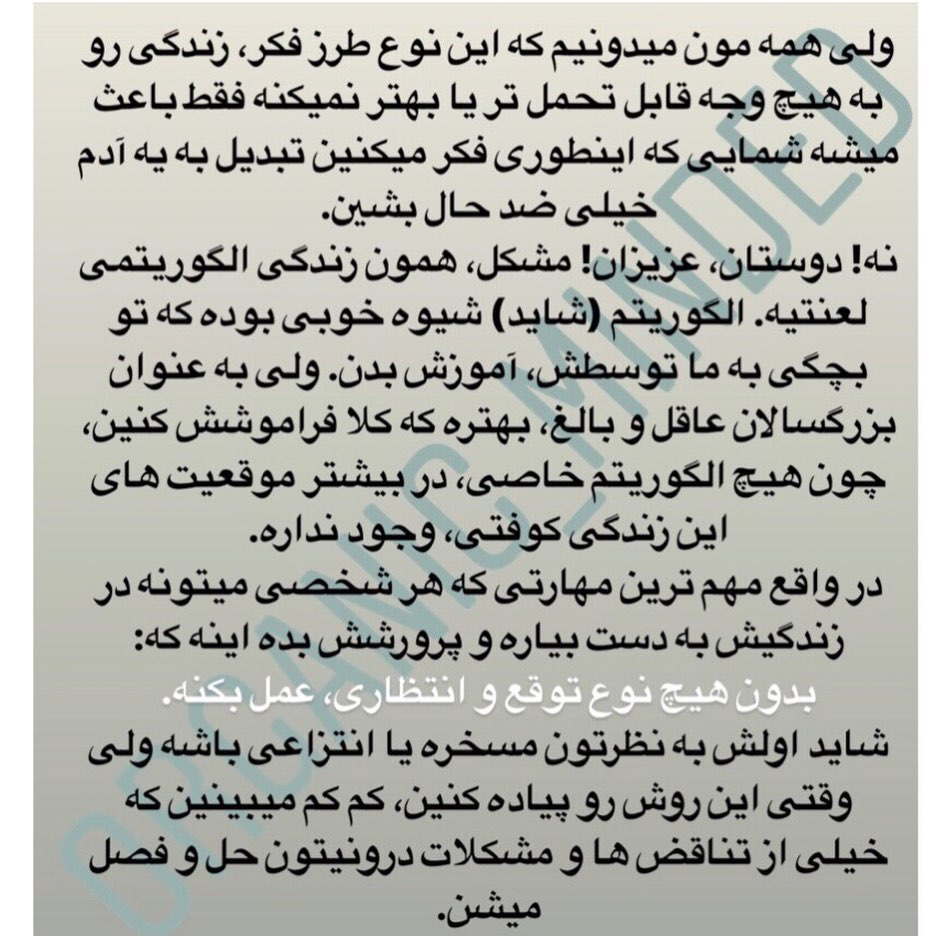 ولی همه مون میدونیم که این نوع طرز فکر، زندگی رو
به هیچ وجه قابل تحمل تر یا بهتر نمیکنه فقط باعث
میشه شمایی که اینطوری فکر میکنین تبدیل به یه آدم
خیلی ضد حال بشین.
نه! دوستان، عزیزان! مشکل، همون زندگی الگوریتمی
لعنتیه. الگوریتم (شاید) شیوه خوبی بوده که تو
بچگی به ما توسطش، آموزش بدن. ولی به عنوان
بزرگسالان عاقل و بالغ، بهتره که کلا فراموشش کنین،
چون هیچ الگوریتم خاصی، در بیشتر موقعیت های
این زندگی کوفتی، وجود نداره.
در واقع مهم ترین مهارتی که هر شخصی میتونه در
زندگیش به دست بیاره و پرورشش بده اینه که:
بدون هیچ نوع توقع و انتظاری، عمل بکنه.
شاید اولش به نظرتون مسخره یا انتزاعی باشه ولی
وقتی این روش رو پیاده کنین، کم کم میبینین که
خیلی از تناقض ها و مشکلات درونیتون حل و فصل
میشن.
ORGANIC_MINDED